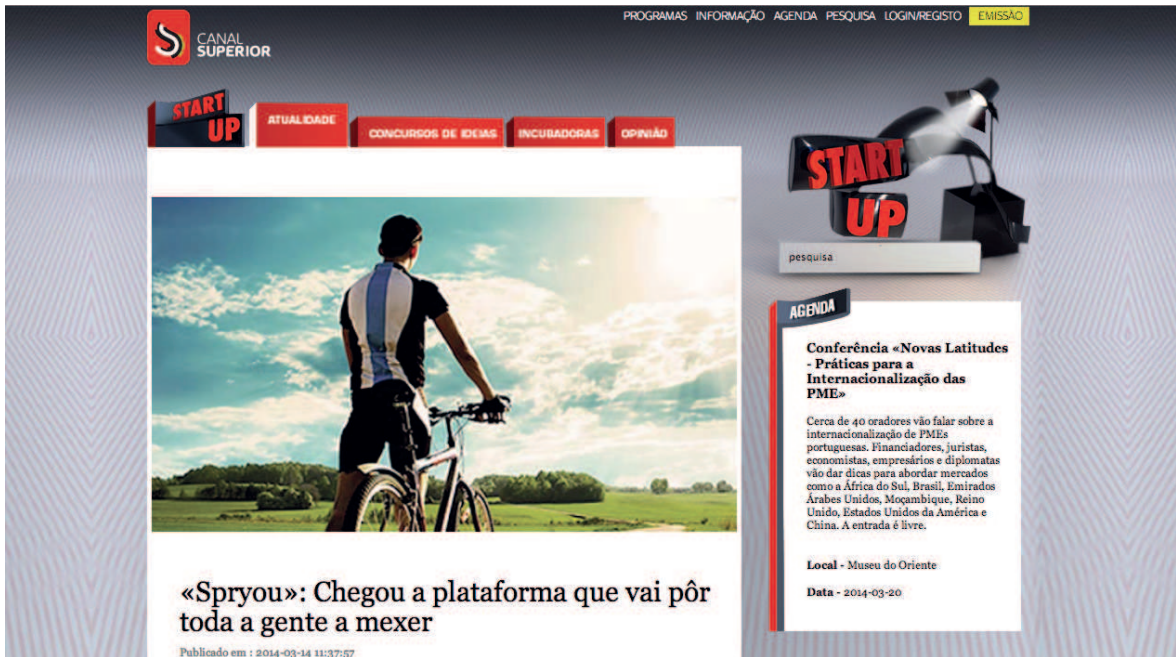 PROGRAMAS INFORMAÇÃO AGENDA PESQUISA LOGIN/REGISTO EMISSÃO
CANAL
SUPERIOR
START
UP
ATUALIDADE
CONCURSOS DE IDEIAS
INCUBADORAS
OPINIÃO
START
UP
pesquisa
AGENDA
Conferência «Novas Latitudes
- Práticas para a
Internacionalização das
PME»
Cerca de 40 oradores vão falar sobre a
internacionalização de PMEs
portuguesas. Financiadores, juristas,
economistas, empresários e diplomatas
vão dar dicas para abordar mercados
como a África do Sul, Brasil, Emirados
Árabes Unidos, Moçambique, Reino
Unido, Estados Unidos da América e
China. A entrada é livre.
Local - Museu do Oriente
Data - 2014-03-20
«Spryou»: Chegou a plataforma que vai pôr
toda a gente a mexer
Publicado em : 2014-03-14 11:37:57